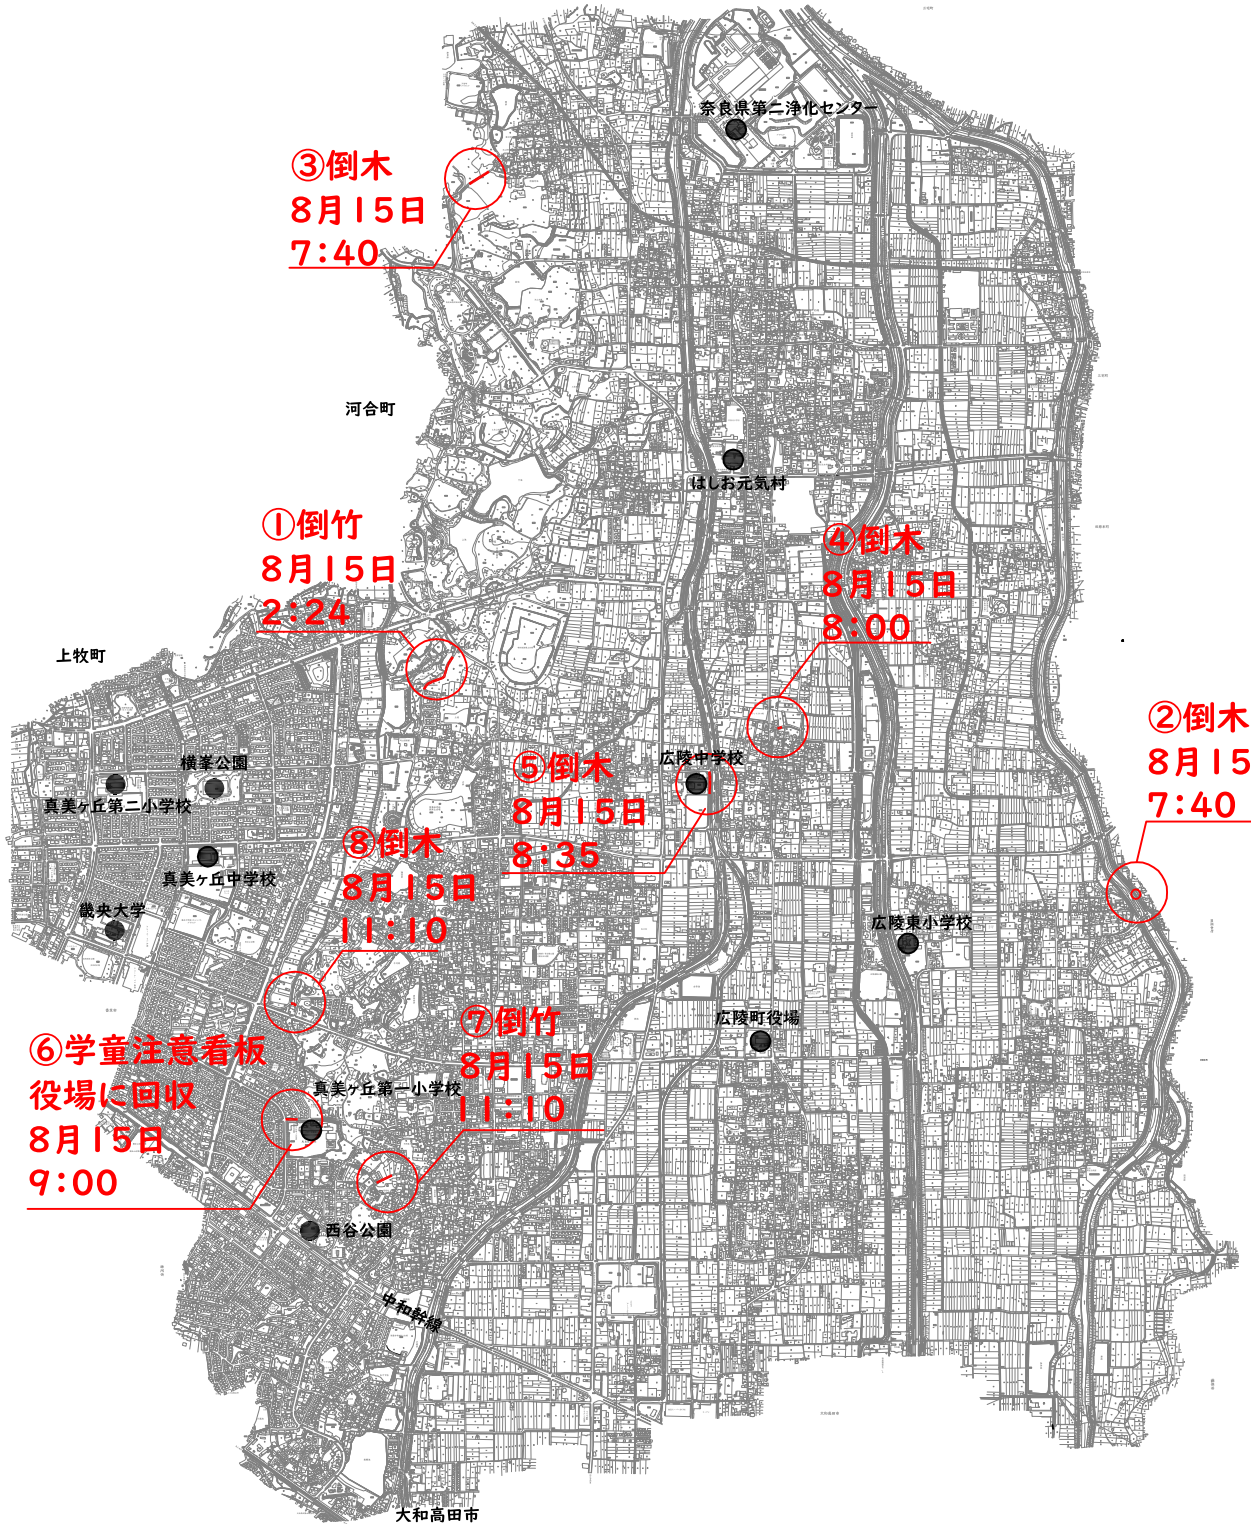 奈良県第二浄化センター
③倒木
8月15日
7:40
河合町
はしお元気村
①倒竹
8月15日
2:24
④倒木
8月15日
8:00
上牧町
②倒木
8月15
7:40
横峯公園
真美ヶ丘第二小学校
広陵中学校
⑤倒木
8月15日
8:35
⑧倒木
8月15日
11:10
真美ヶ丘中学校
畿央大学
広陵東小学校
⑦倒竹
8月15日
11:10
広陵町役場
⑥学童注意看板
役場に回収
8月15日
9:00
真美ヶ丘第一小学校
西谷公園
中和幹線
大和高田市